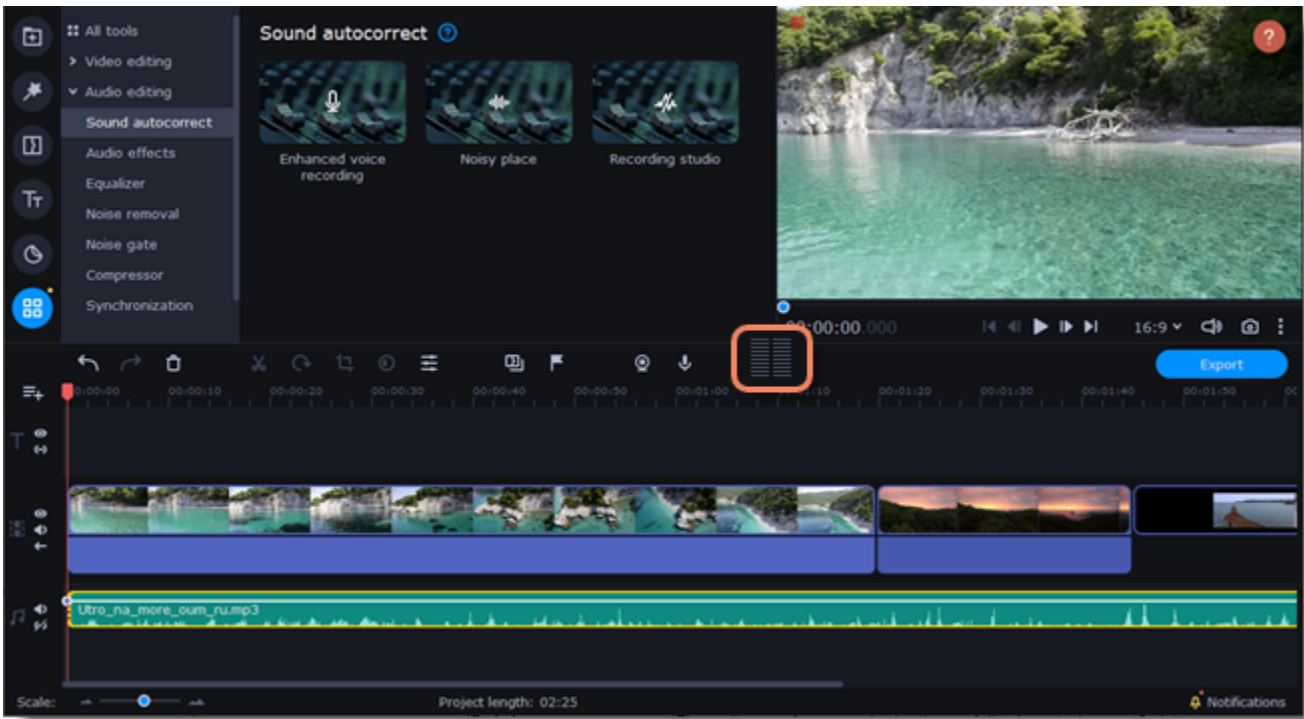 All tools
Video editing
Audio editing
Sound autocorrect
Audio effects
Equalizer
Noise removal
Noise gate
Compressor
Synchronization
Sound autocorrect ?
Enhanced voice
recording
Noisy place
Recording studio
?
00:00:00.000
16:9
Export
0:00:00 00:00:10 00:00:20 00:00:30 00:00:40 00:00:50 00:01:00 :10 00:01:20 00:01:30 00:01:40 00:01:50 00
T
Utro_na_more_oum_ru.mp3
Scale:
Project length: 02:25
Notifications